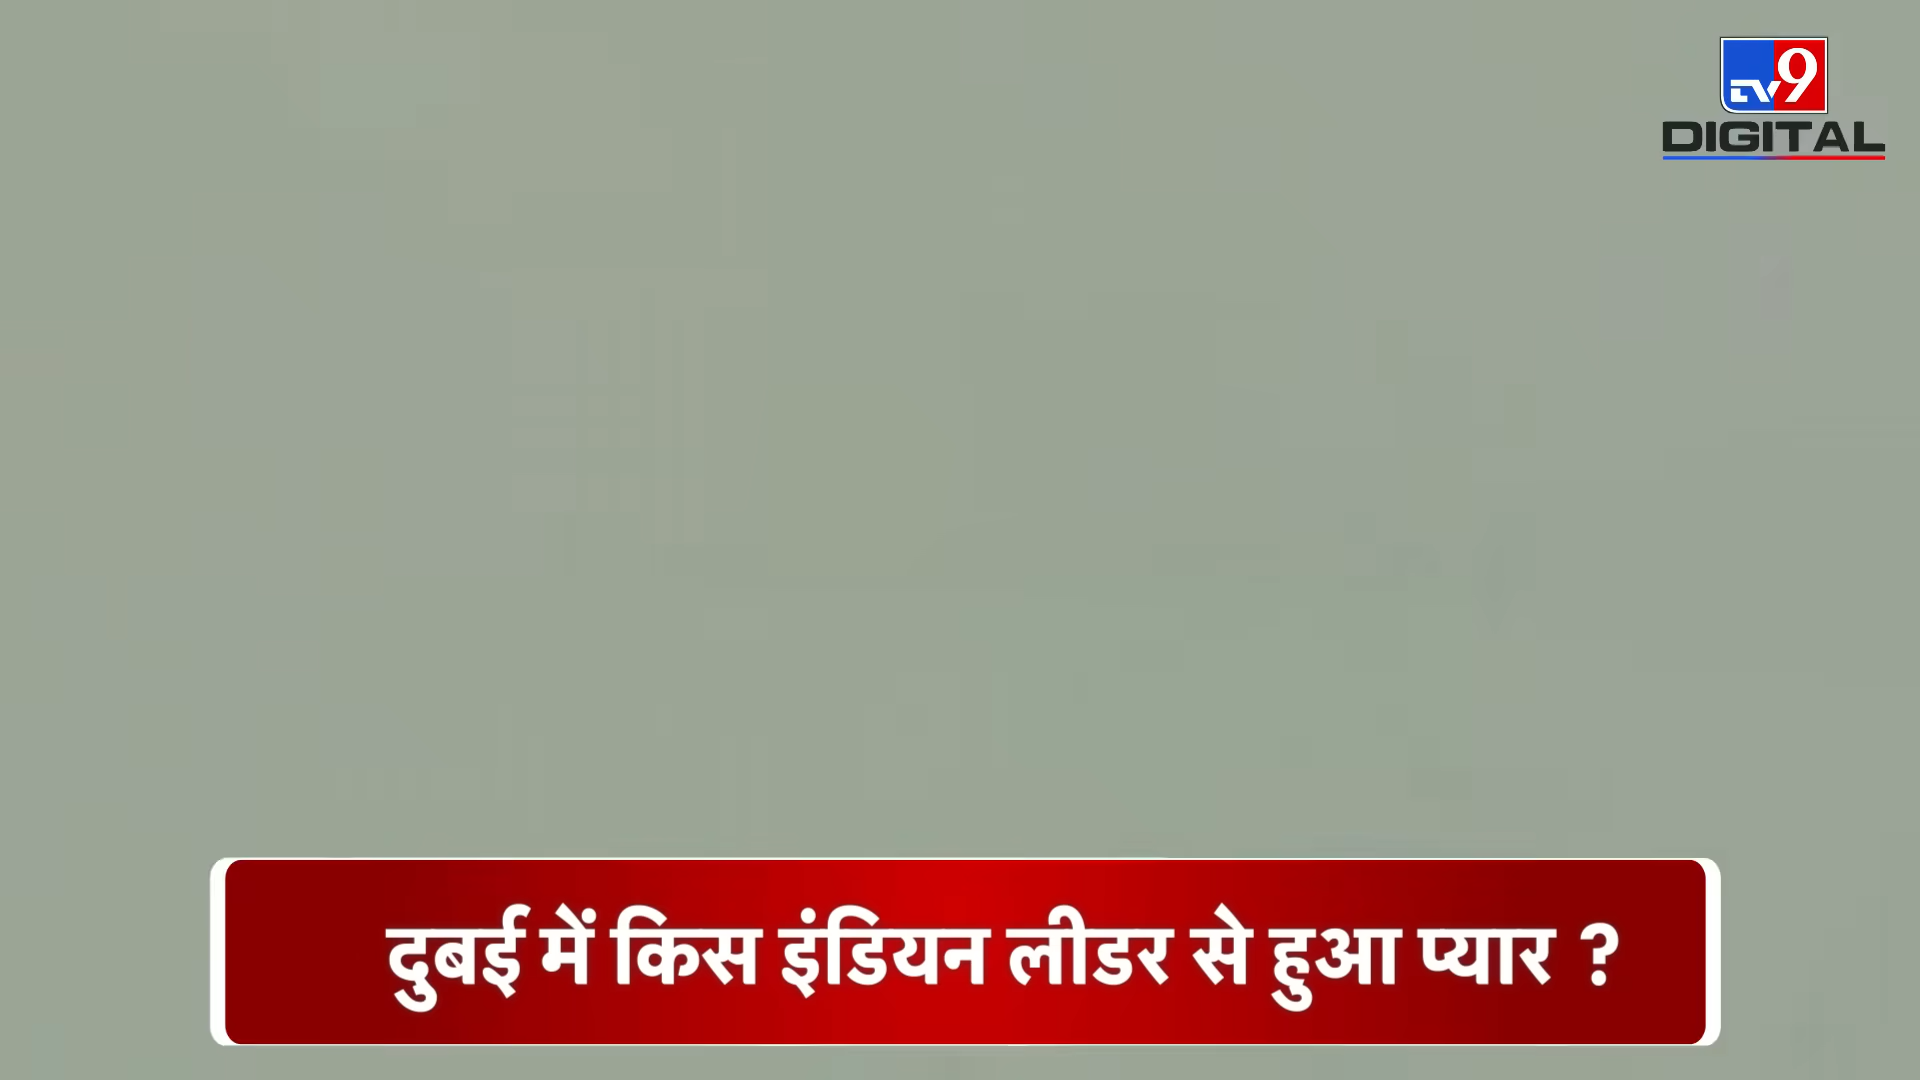 tv9
DIGITAL
दुबई में किस इंडियन लीडर से हुआ प्यार ?